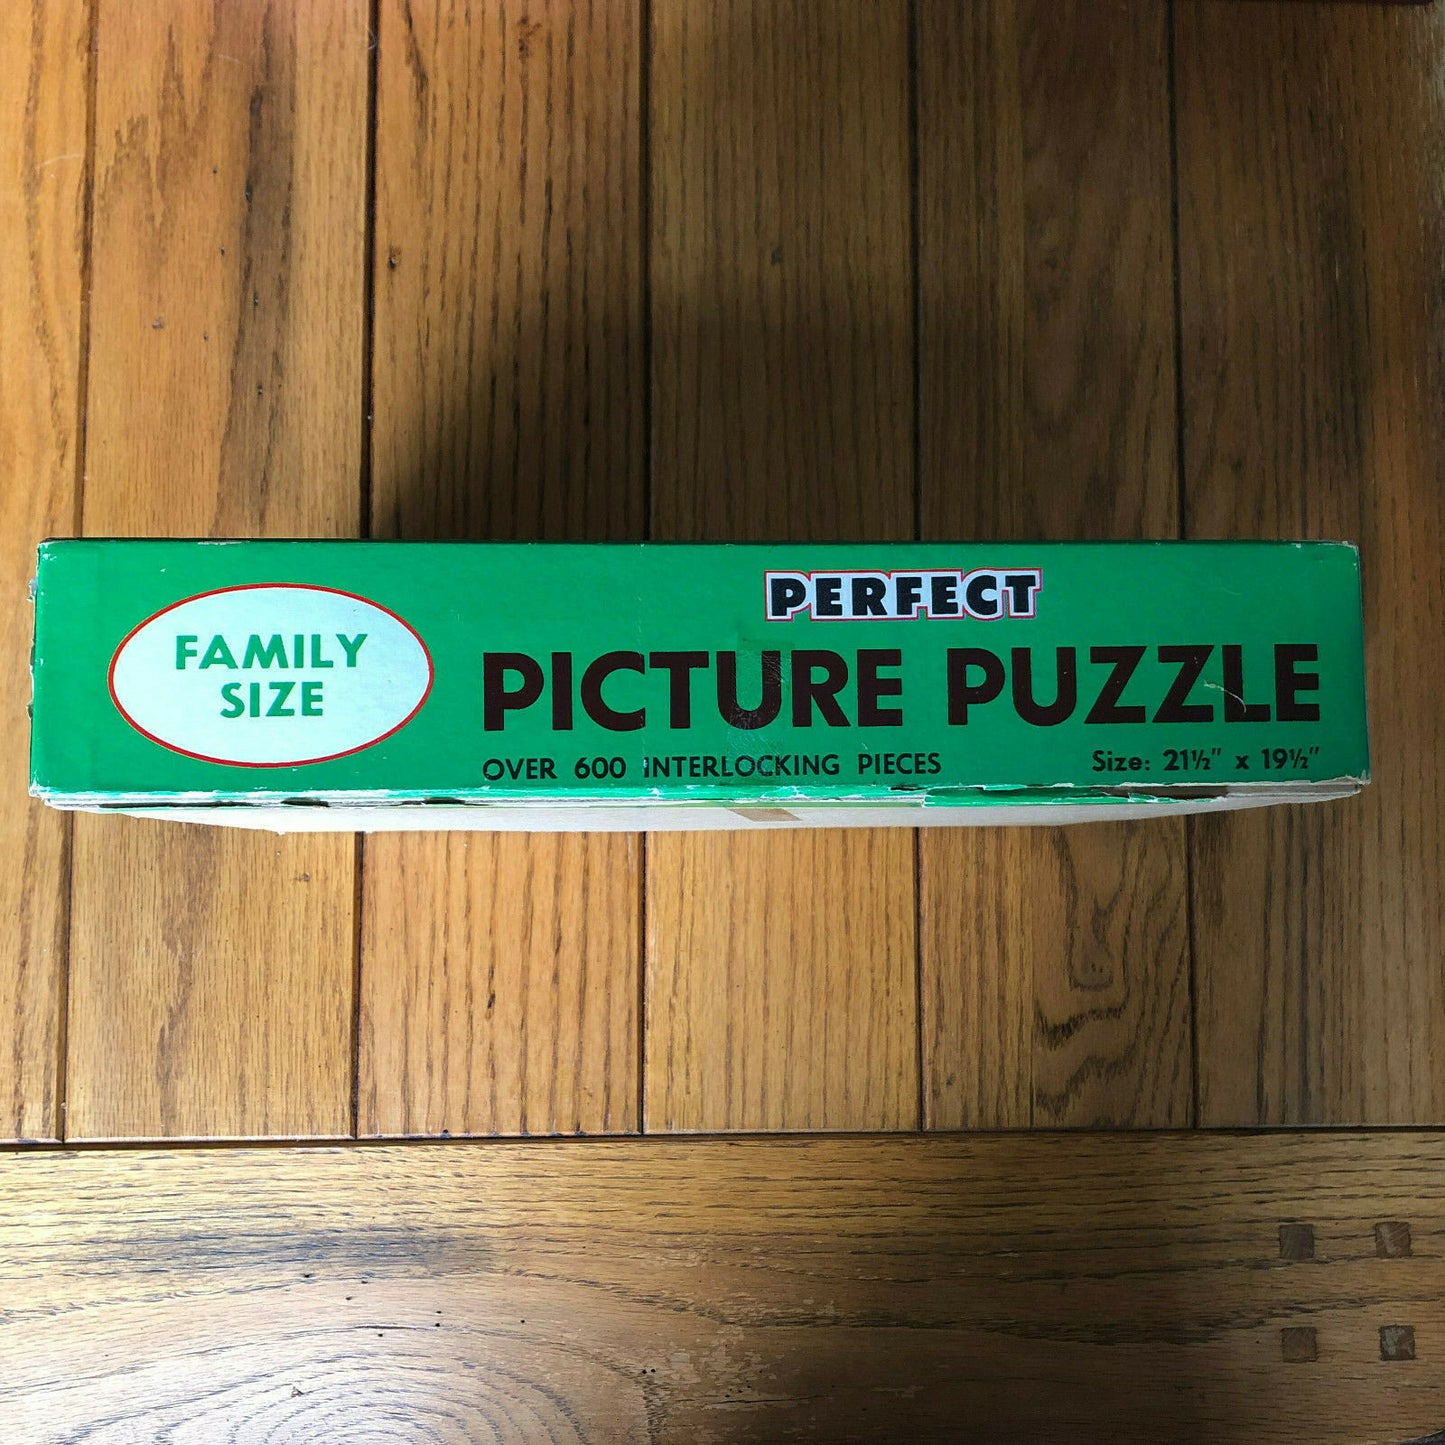 FAMILY
SIZE
PERFECT
PICTURE PUZZLE
OVER 600 INTERLOCKING PIECES
Size: 21½" x 19½"